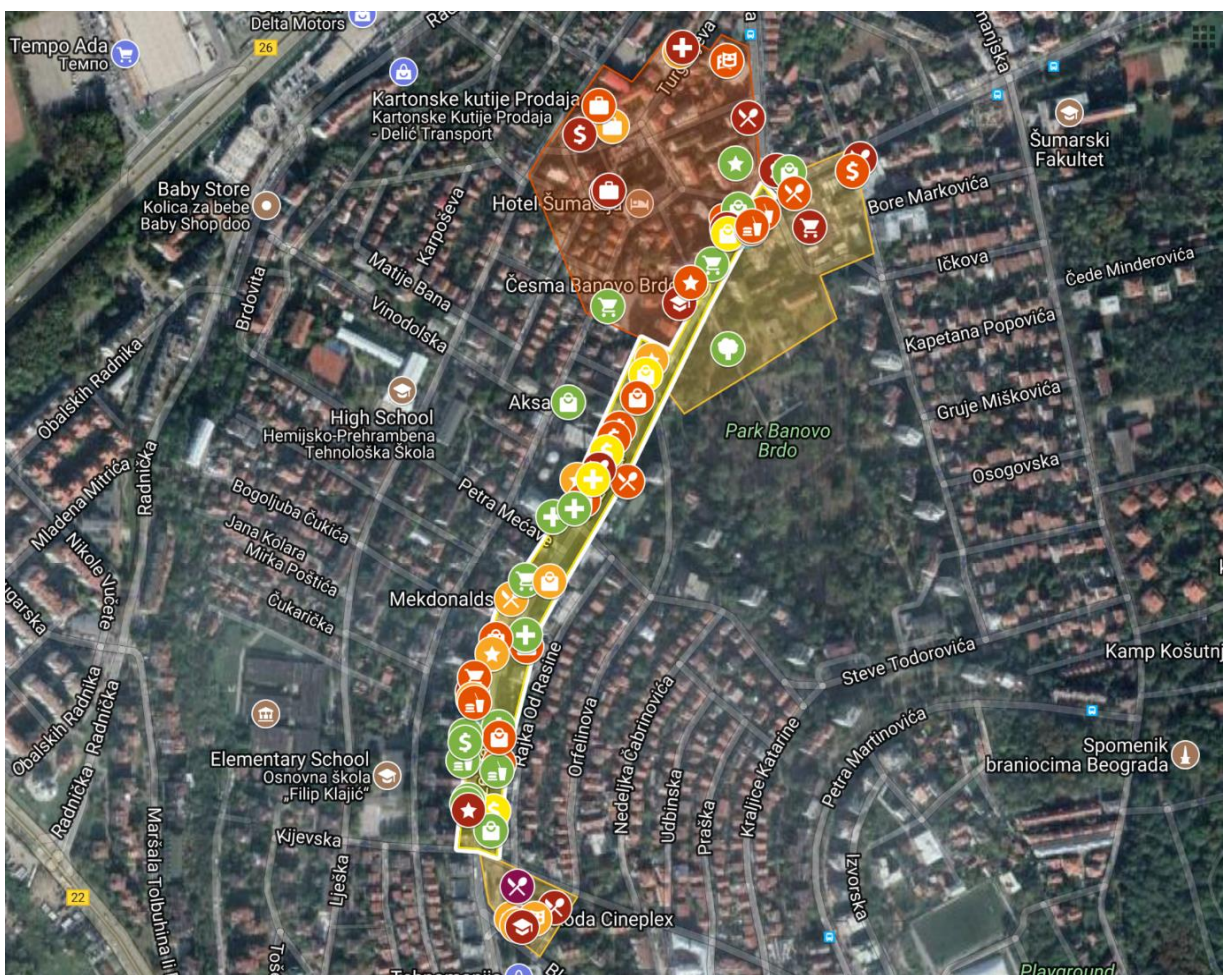 Delta Motors
Tempo Ada
Темпо
26
Kartonske kutije Prodaja
Kartonske Kutije Prodaja
- Delić Transport
Šumarski
Fakultet
Baby Store
Kolica za bebe
Baby Shop doo
Hotel Šumadija
Karpoševa
Bore Markovića
Ičkova
Čede Minderovića
Matije Bana
Česma Banovo Brdo
Brdovita
Vinodolska
Kapetana Popovića
Obalskih Radnika
Aksa
High School
Hemijsko-Prehrambena
Tehnološka Škola
Gruje Miškovića
Park Banovo
Brdo
Osogovska
Mladena Mitrića
Radnička
Bogoljuba Čukića
Petra Mećave
Jana Kolara
Mirka Poštića
Nikole Vučete
Čukarička
Mekdonalds
Steve Todorovića
Kamp Košutnj
Rajka Od Rasine
Orfelinova
Nedeljka Čabrinovića
Udbinska
Praška
Kraljice Katarine
Petra Martinovića
Obalskih Radnika
Radnička
Radnička
Elementary School
Osnovna škola
„Filip Klajić“
Spomenik
braniocima Beograda
Kijevska
Lješka
Maršala Tolbuhina
Izvorska
22
Cineplex
Playground